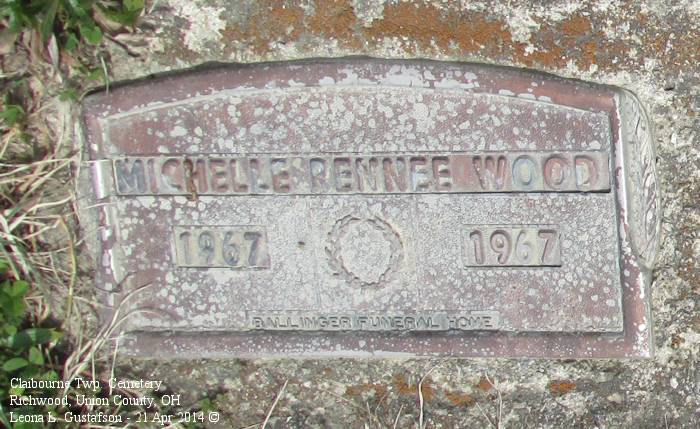 MICHELLE RENNEE WOOD
1967 1967
BALLINGER FUNERAL HOME
Claibourne Twp. Cemetery
Richwood, Union County, OH
Leona L. Gustafson - 21 Apr 2014 ©